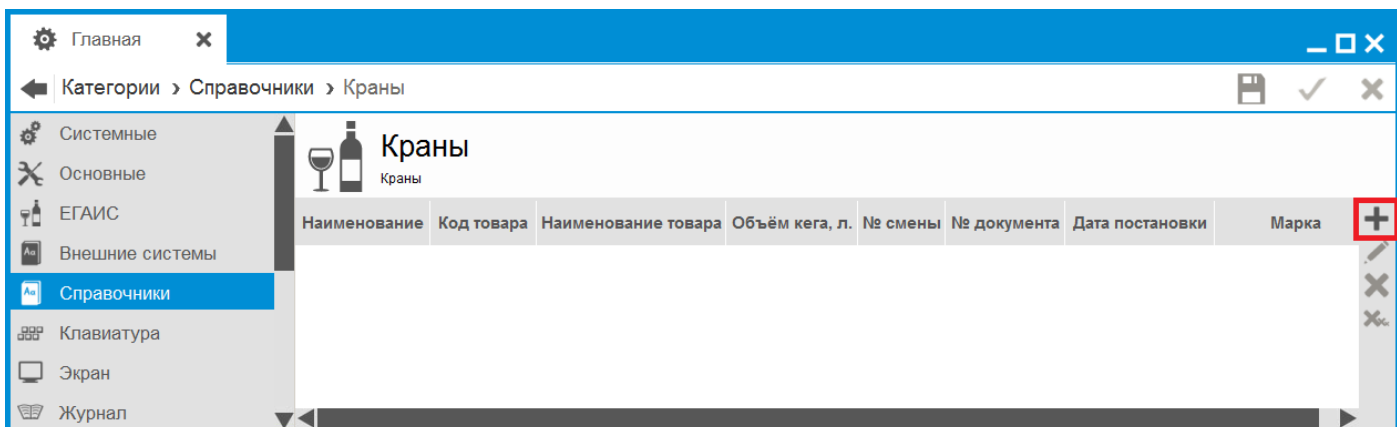 Главная
Категории › Справочники › Краны
Системные
Основные
ЕГАИС
Внешние системы
Справочники
Клавиатура
Экран
Журнал
Краны
Краны
Наименование Код товара Наименование товара Объём кега, л. № смены № документа Дата постановки Марка